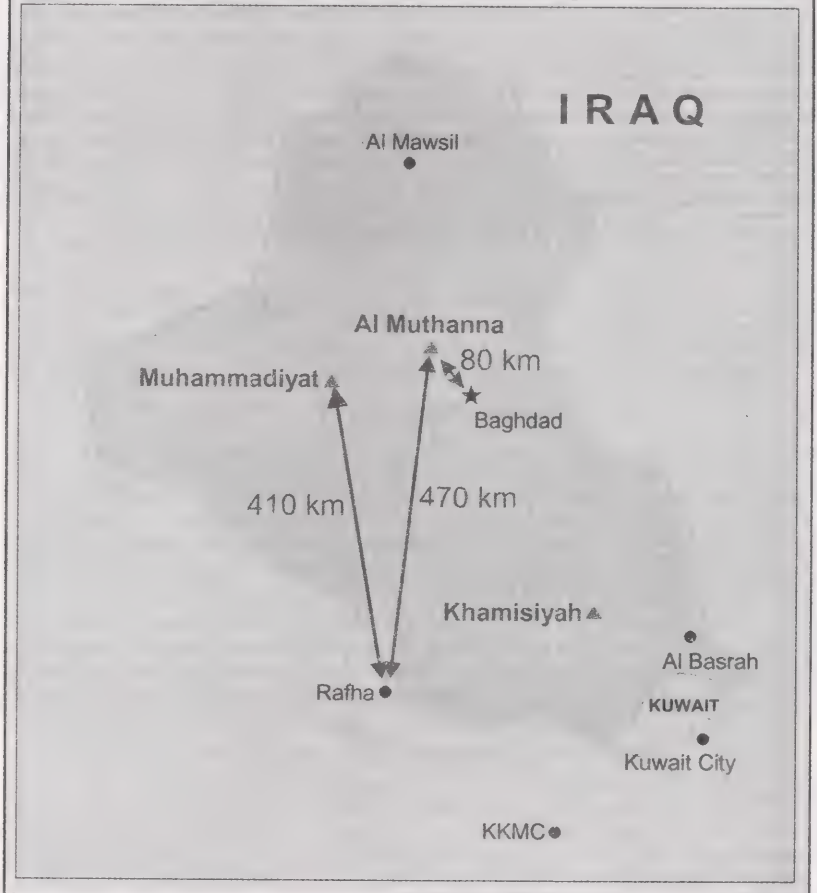 IRAQ
Al Mawsil
Al Muthanna
80 km
Muhammadiyat
Baghdad
410 km
470 km
Khamisiyah
Al Basrah
Rafha
KUWAIT
Kuwait City
KKMC